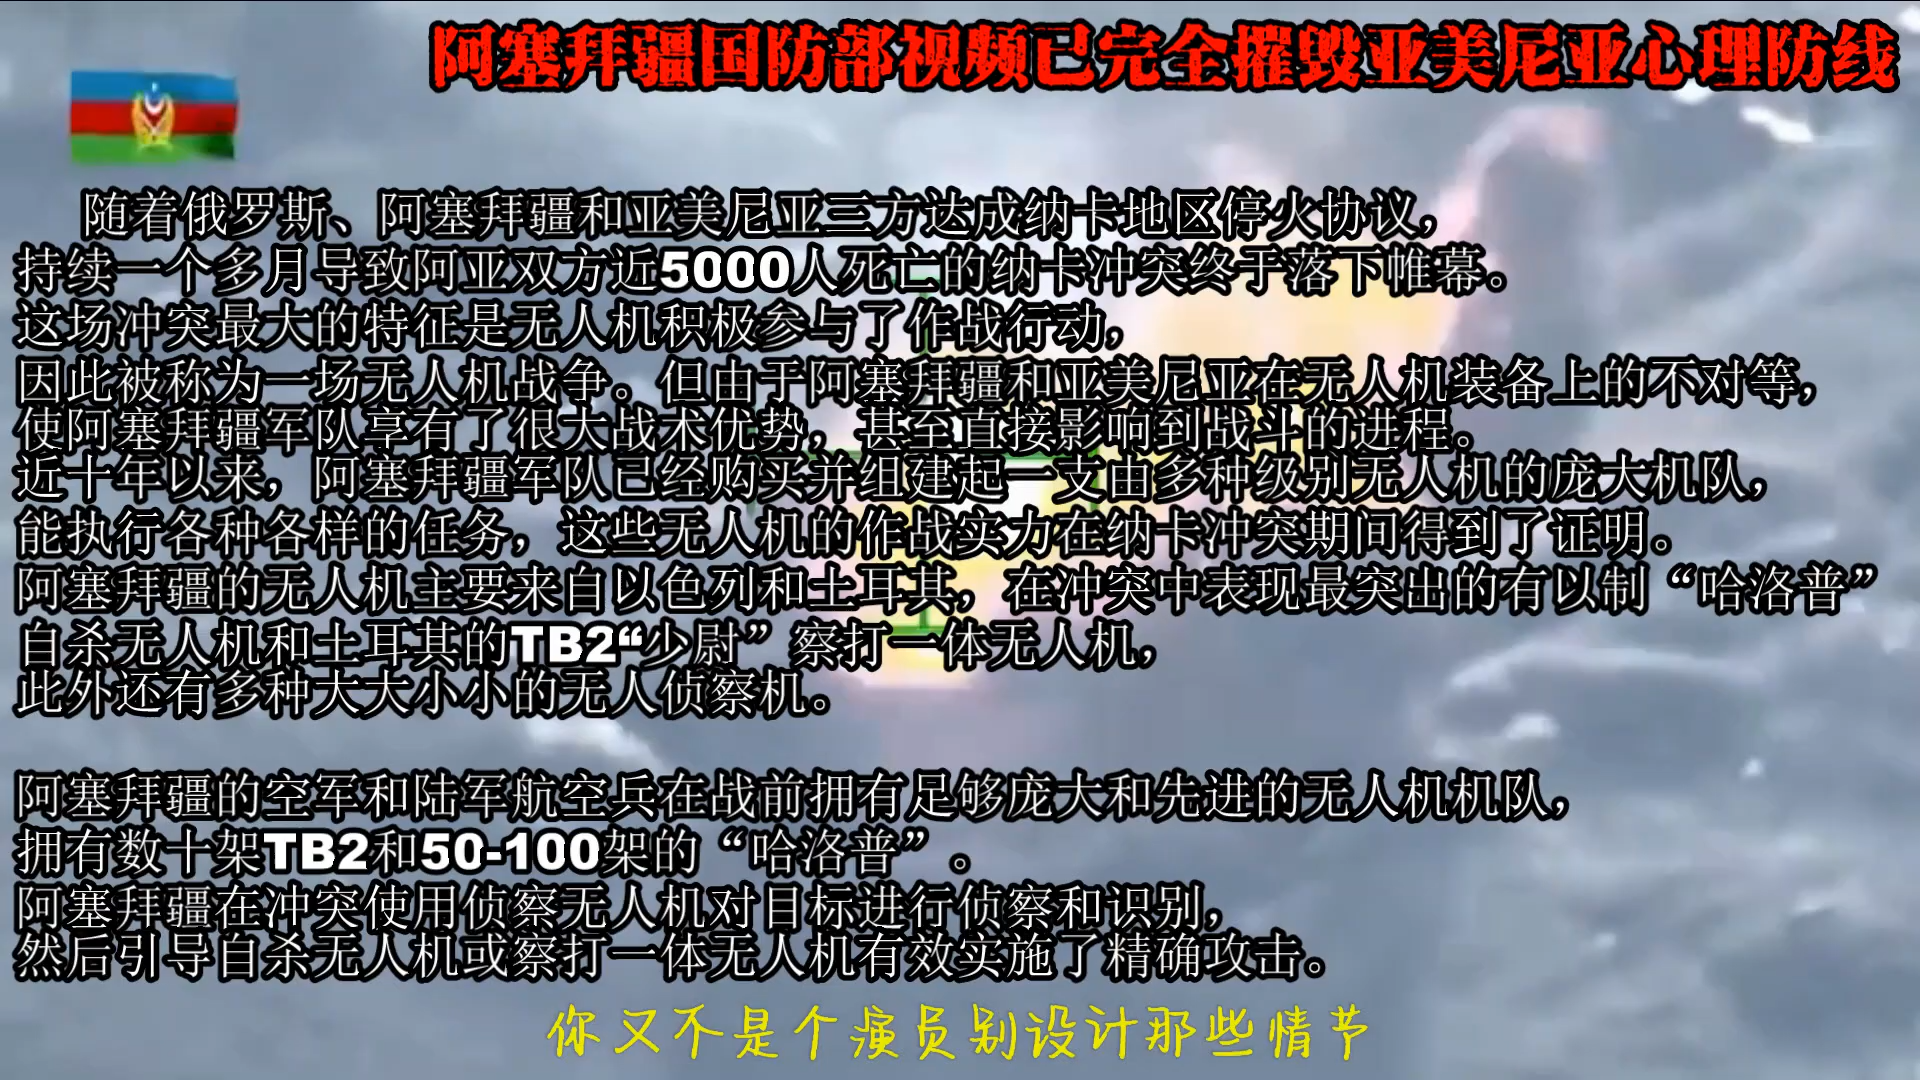 阿塞拜疆国防部视频已完全摧毁亚美尼亚心理防线
随着俄罗斯、阿塞拜疆和亚美尼亚三方达成纳卡地区停火协议，
持续一个多月导致阿亚双方近5000人死亡的纳卡冲突终于落下帷幕。
这场冲突最大的特征是无人机积极参与了作战行动，
因此被称为一场无人机战争。但由于阿塞拜疆和亚美尼亚在无人机装备上的不对等，
使阿塞拜疆军队享有了很大战术优势，甚至直接影响到战斗的进程。
近十年以来，阿塞拜疆军队已经购买并组建起一支由多种级别无人机的庞大机队，
能执行各种各样的任务，这些无人机的作战实力在纳卡冲突期间得到了证明。
阿塞拜疆的无人机主要来自以色列和土耳其，在冲突中表现最突出的有以制“哈洛普”
自杀无人机和土耳其的TB2“少尉”察打一体无人机，
此外还有多种大大小小的无人侦察机。
阿塞拜疆的空军和陆军航空兵在战前拥有足够庞大和先进的无人机机队，
拥有数十架TB2和50-100架的“哈洛普”。
阿塞拜疆在冲突使用侦察无人机对目标进行侦察和识别，
然后引导自杀无人机或察打一体无人机有效实施了精确攻击。
你又不是个演员别设计那些情节